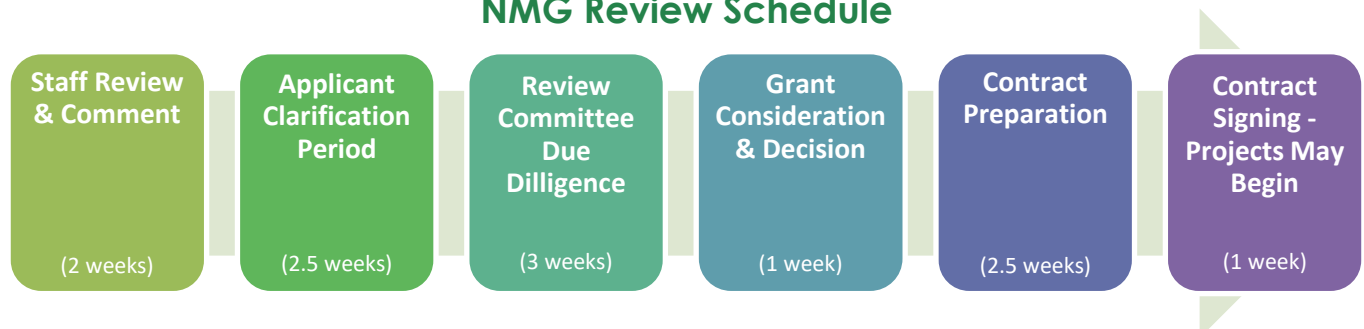 NMG Review Schedule
Staff Review
& Comment
(2 weeks)
Applicant
Clarification
Period
(2.5 weeks)
Review
Committee
Due
Dilligence
(3 weeks)
Grant
Consideration
& Decision
(1 week)
Contract
Preparation
(2.5 weeks)
Contract
Signing -
Projects May
Begin
(1 week)